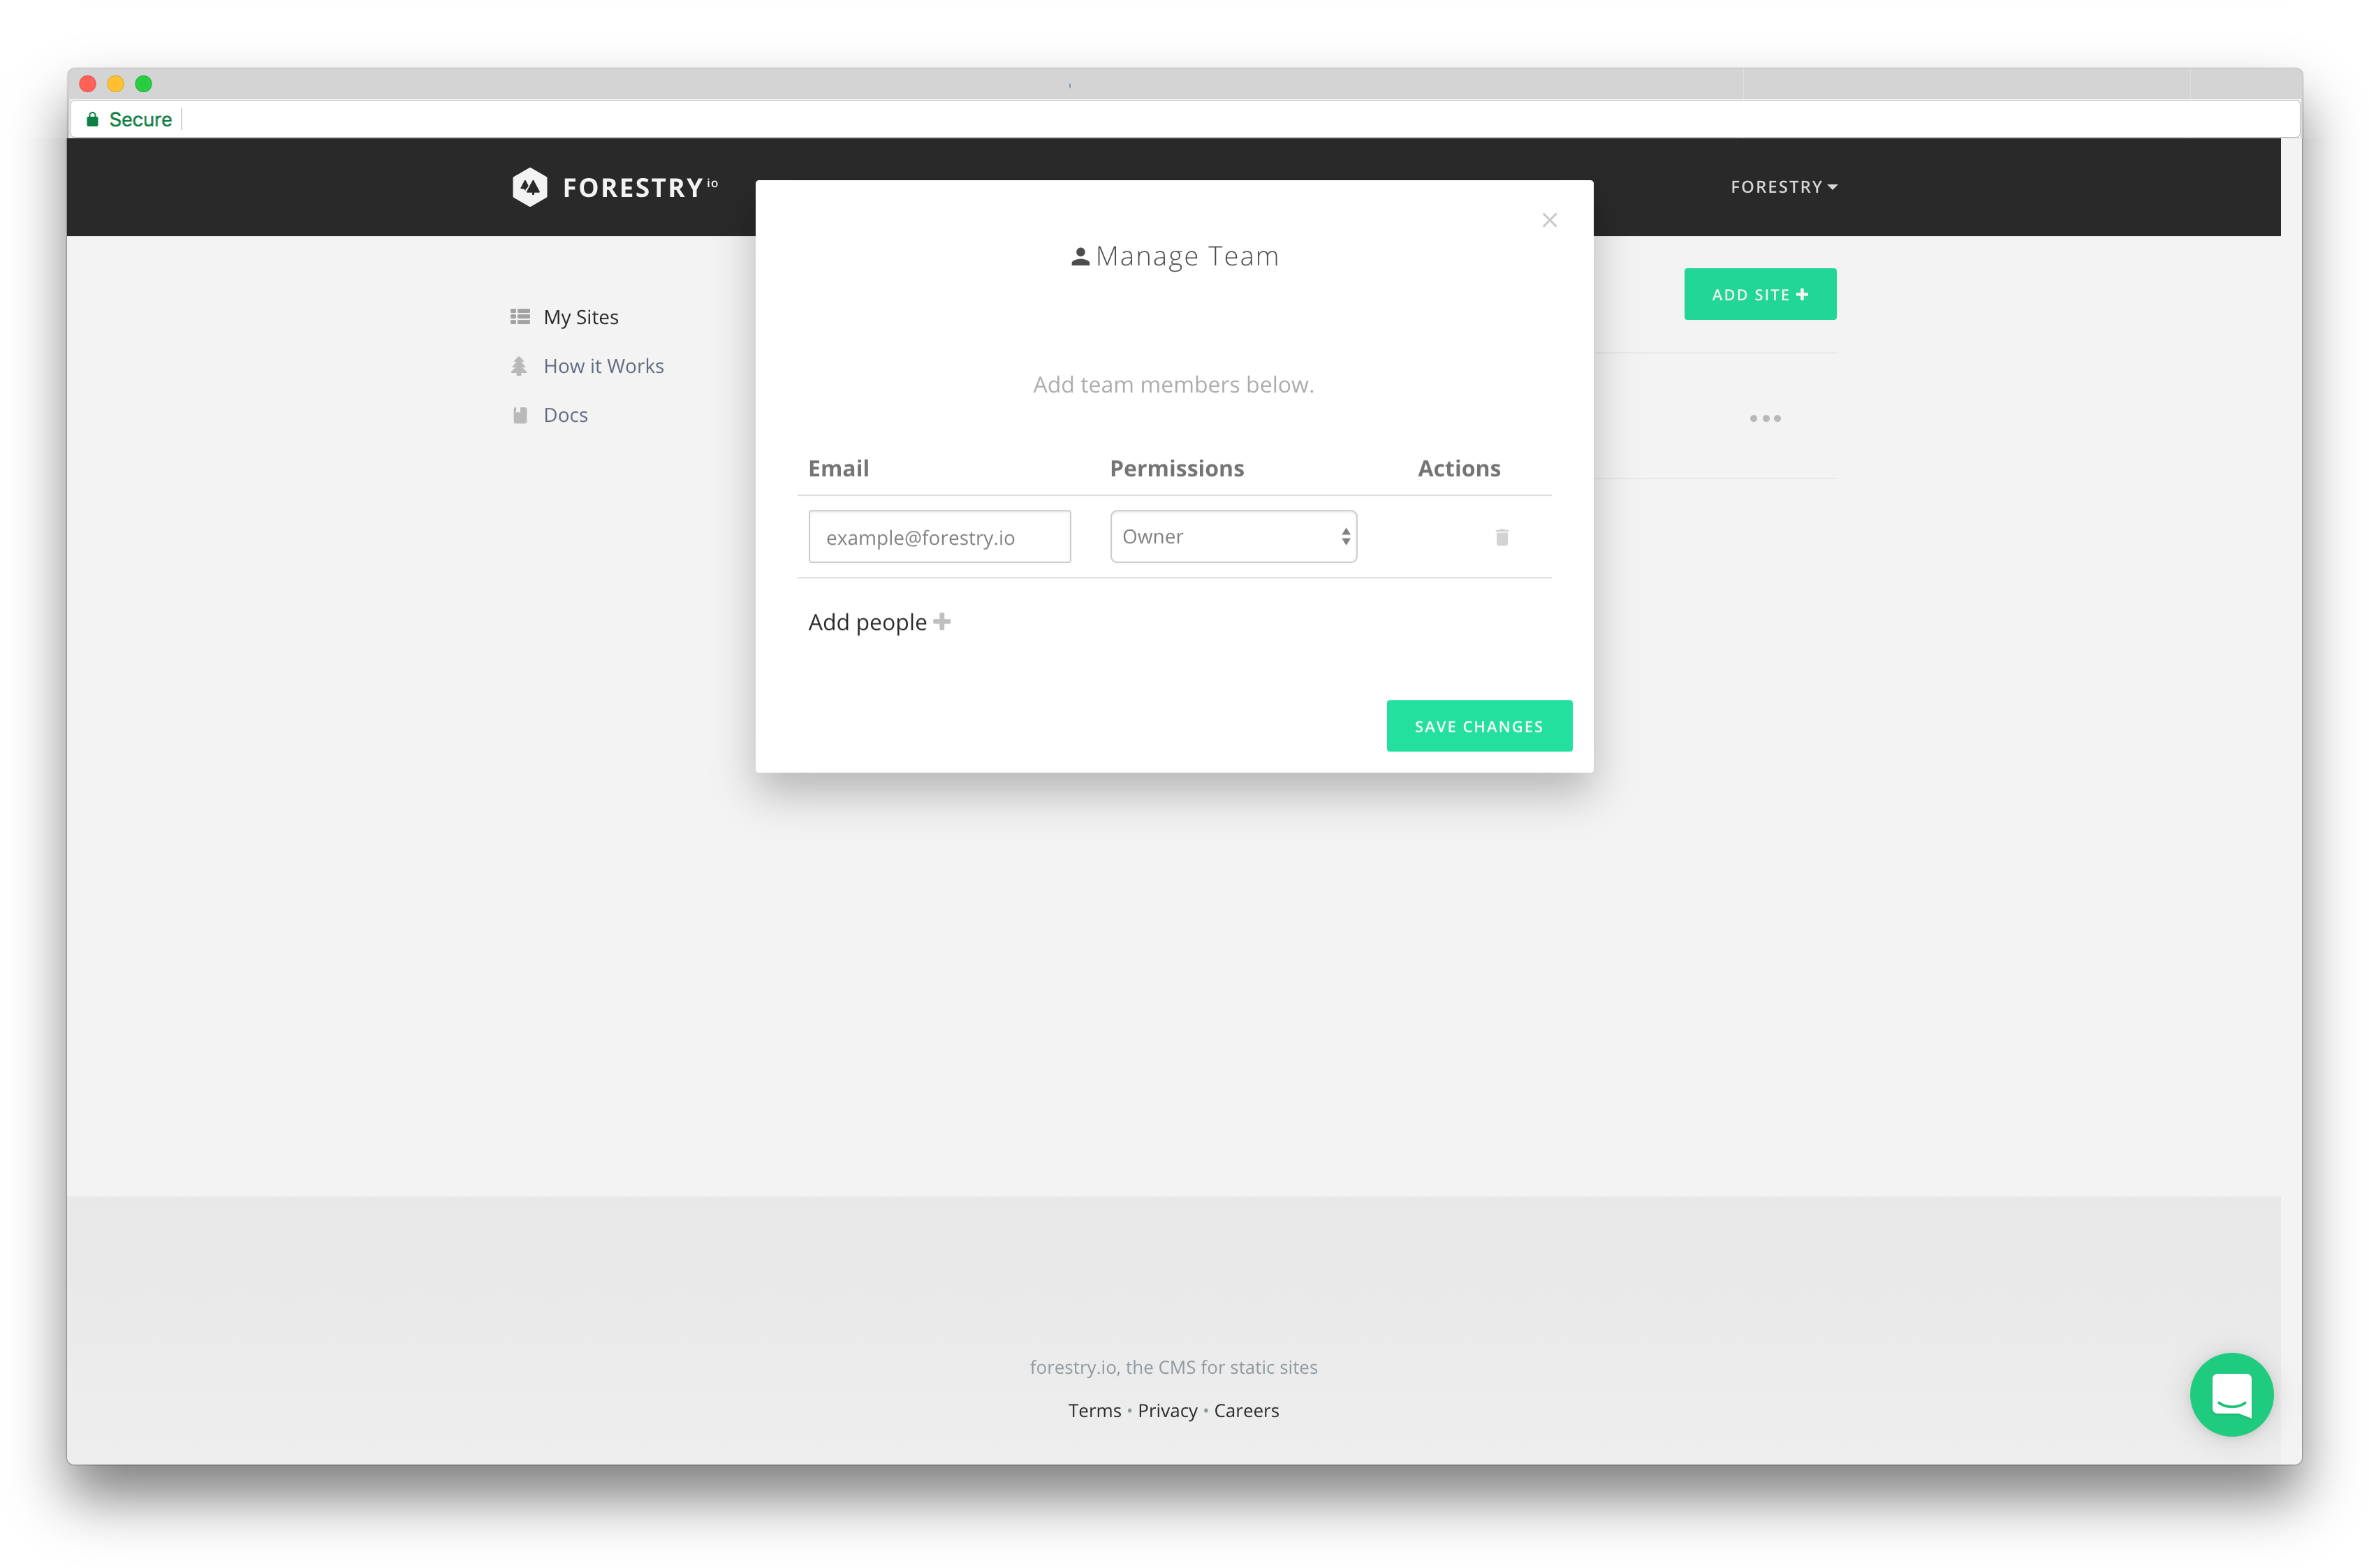 Secure
FORESTRY io
FORESTRY
Manage Team
ADD SITE
My Sites
How it Works
Docs
Add team members below.
Email Permissions Actions
example@forestry.io Owner
Add people
SAVE CHANGES
forestry.io, the CMS for static sites
Terms • Privacy • Careers